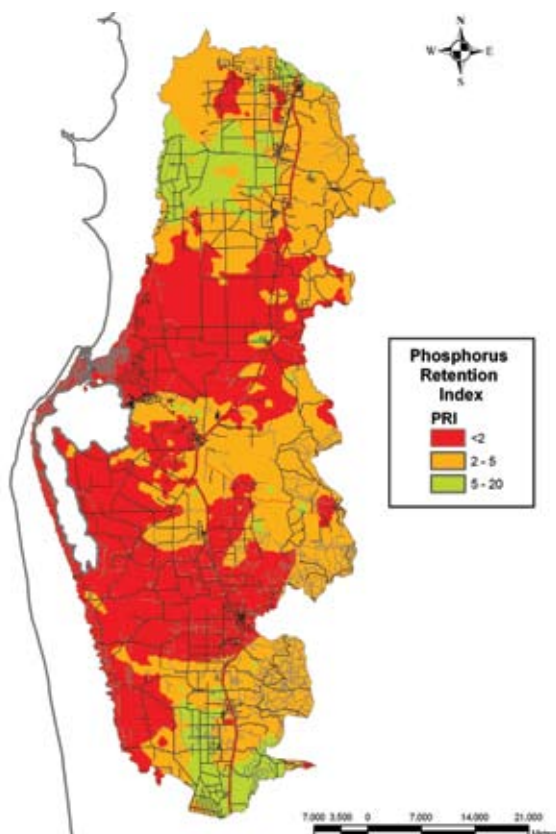 N
W E
S
Phosphorus
Retention
Index
PRI
<2
2 - 5
5 - 20
7,000 3,500 0 7,000 14,000 21,000